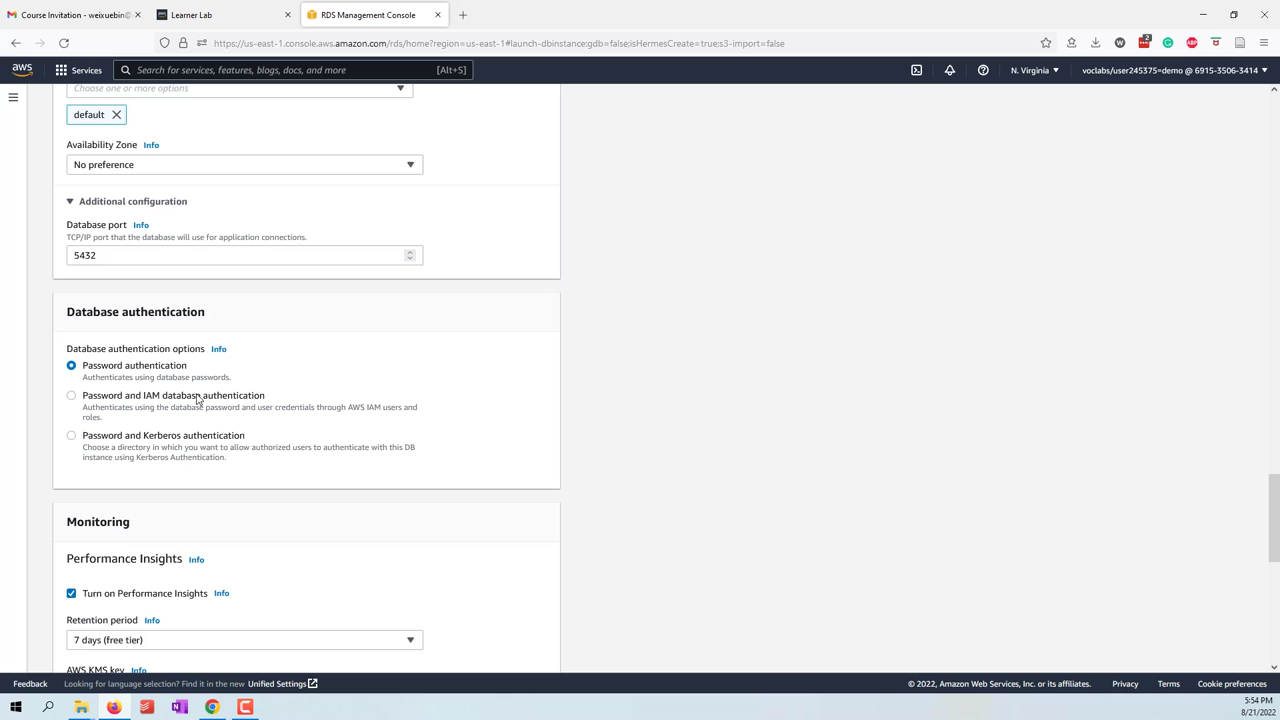 Course Invitation - weixuebin@
Learner Lab
RDS Management Console
https://us-east-1.console.aws.amazon.com/rds/home?region=us-east-1#launch-dbinstance:gdb=false;isHermesCreate=true;s3-import=false
aws
Services
Search for services, features, blogs, docs, and more
[Alt+S]
N. Virginia
voclabs/user245375=demo @ 6915-3506-3414
Choose one or more options
default
Availability Zone Info
No preference
Additional configuration
Database port Info
TCP/IP port that the database will use for application connections.
5432
Database authentication
Database authentication options Info
Password authentication
Authenticates using database passwords.
Password and IAM database authentication
Authenticates using the database password and user credentials through AWS IAM users and
roles.
Password and Kerberos authentication
Choose a directory in which you want to allow authorized users to authenticate with this DB
instance using Kerberos Authentication.
Monitoring
Performance Insights Info
Turn on Performance Insights Info
Retention period Info
7 days (free tier)
AWS KMS key Info
Feedback
Looking for language selection? Find it in the new Unified Settings
© 2022, Amazon Web Services, Inc. or its affiliates.
Privacy
Terms
Cookie preferences
5:54 PM
8/21/2022